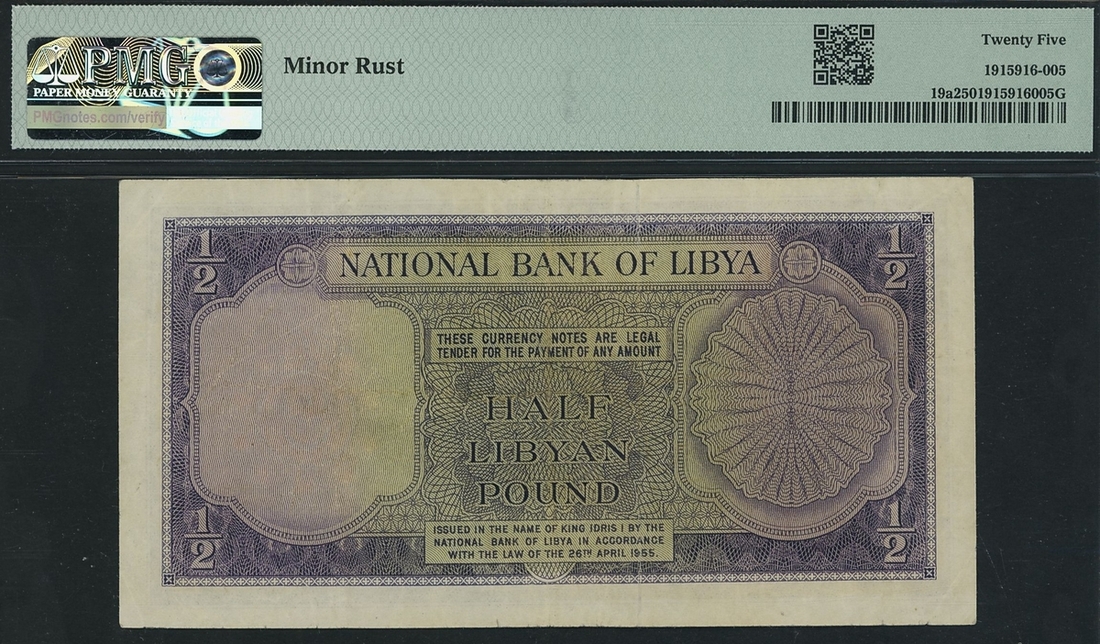 PMG
PAPER MONEY GUARANTY
PMGnotes.com/verify
Minor Rust
Twenty Five
1915916-005
19a2501915916005G
1/2
1/2
NATIONAL BANK OF LIBYA
THESE CURRENCY NOTES ARE LEGAL
TENDER FOR THE PAYMENT OF ANY AMOUNT
HALF
LIBYAN
POUND
1/2
1/2
ISSUED IN THE NAME OF KING IDRIS I BY THE
NATIONAL BANK OF LIBYA IN ACCORDANCE
WITH THE LAW OF THE 26TH APRIL 1955.